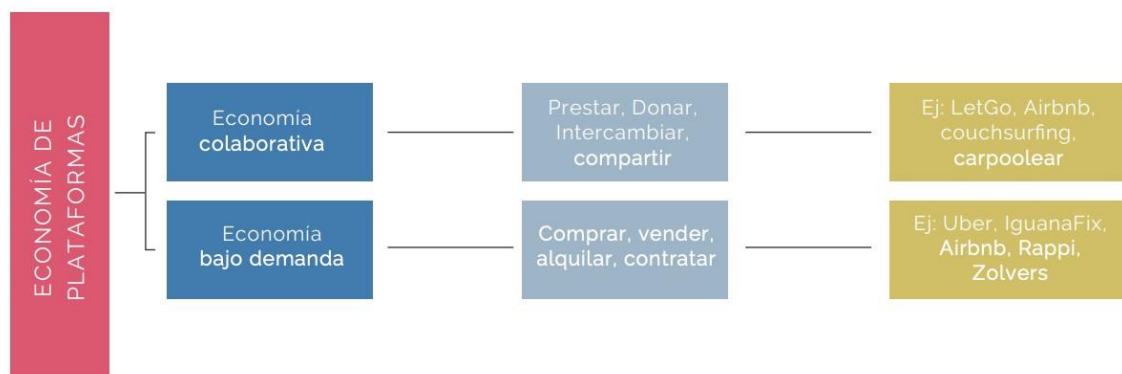 ECONOMÍA DE
PLATAFORMAS
Economía
colaborativa
Prestar, Donar,
Intercambiar,
compartir
Ej: LetGo, Airbnb,
couchsurfing,
carpoolear
Economía
bajo demanda
Comprar, vender,
alquilar, contratar
Ej: Uber, IguanaFix,
Airbnb, Rappi,
Zolvers